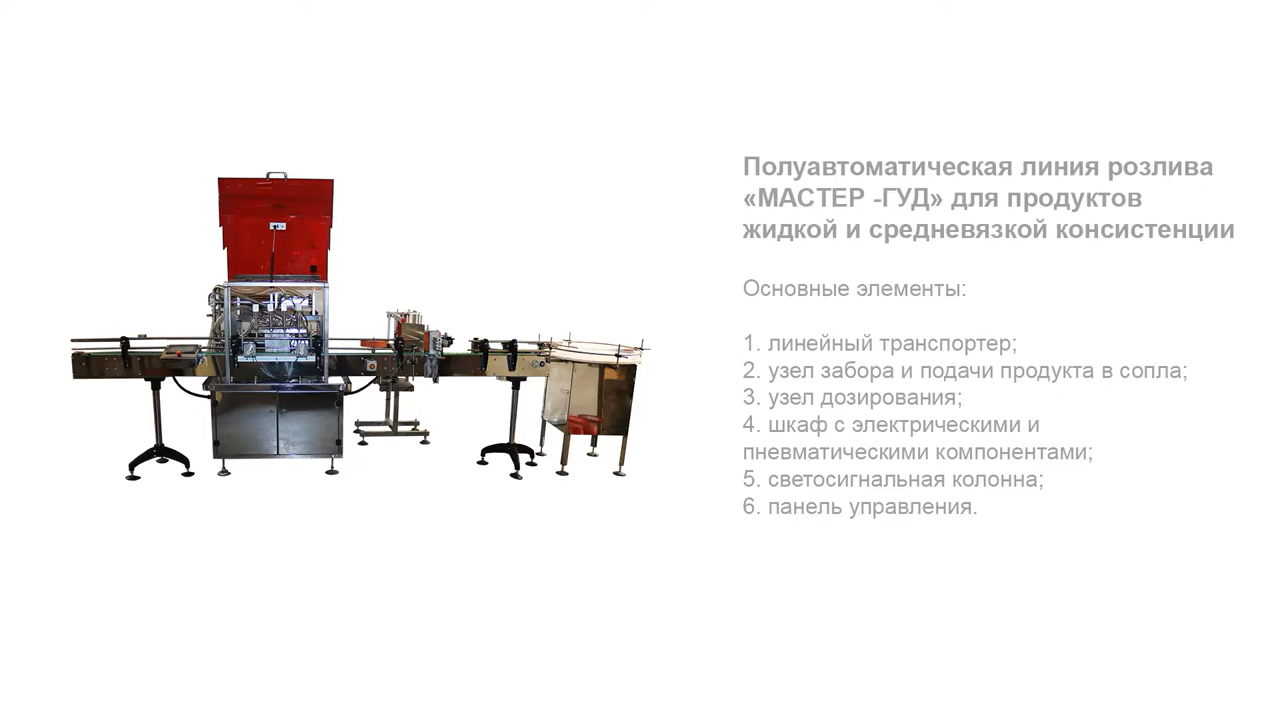 Полуавтоматическая линия розлива
«МАСТЕР -ГУД» для продуктов
жидкой и средневязкой консистенции
Основные элементы:
1. линейный транспортер;
2. узел забора и подачи продукта в сопла;
3. узел дозирования;
4. шкаф с электрическими и
пневматическими компонентами;
5. светосигнальная колонна;
6. панель управления.